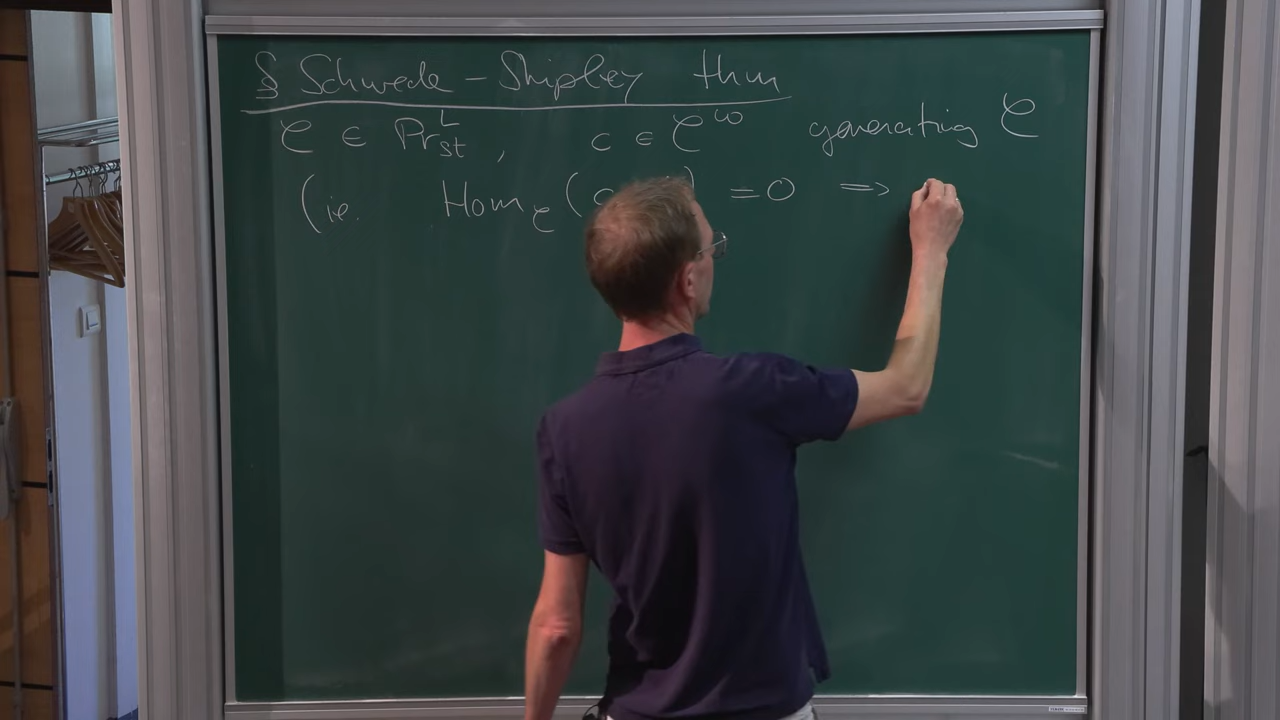 § Schwede – Shipley thm
𝒞 ∈ Pr^L_st , c ∈ 𝒞^ω generating 𝒞
(ie. Hom_𝒞 (c ) = 0 ⇒